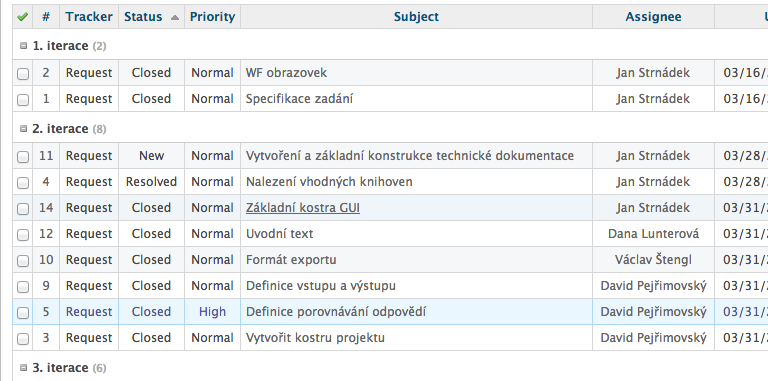 # Tracker Status Priority Subject Assignee
1. iterace (2)
2 Request Closed Normal WF obrazovek Jan Strnádek 03/16/
1 Request Closed Normal Specifikace zadání Jan Strnádek 03/16/
2. iterace (8)
11 Request New Normal Vytvoření a základní konstrukce technické dokumentace Jan Strnádek 03/28/
4 Request Resolved Normal Nalezení vhodných knihoven Jan Strnádek 03/28/
14 Request Closed Normal Základní kostra GUI Jan Strnádek 03/31/
12 Request Closed Normal Uvodní text Dana Lunterová 03/31/
10 Request Closed Normal Formát exportu Václav Štengl 03/31/
9 Request Closed Normal Definice vstupu a výstupu David Pejřimovský 03/31/
5 Request Closed High Definice porovnávání odpovědí David Pejřimovský 03/31/
3 Request Closed Normal Vytvořit kostru projektu David Pejřimovský 03/31/
3. iterace (6)